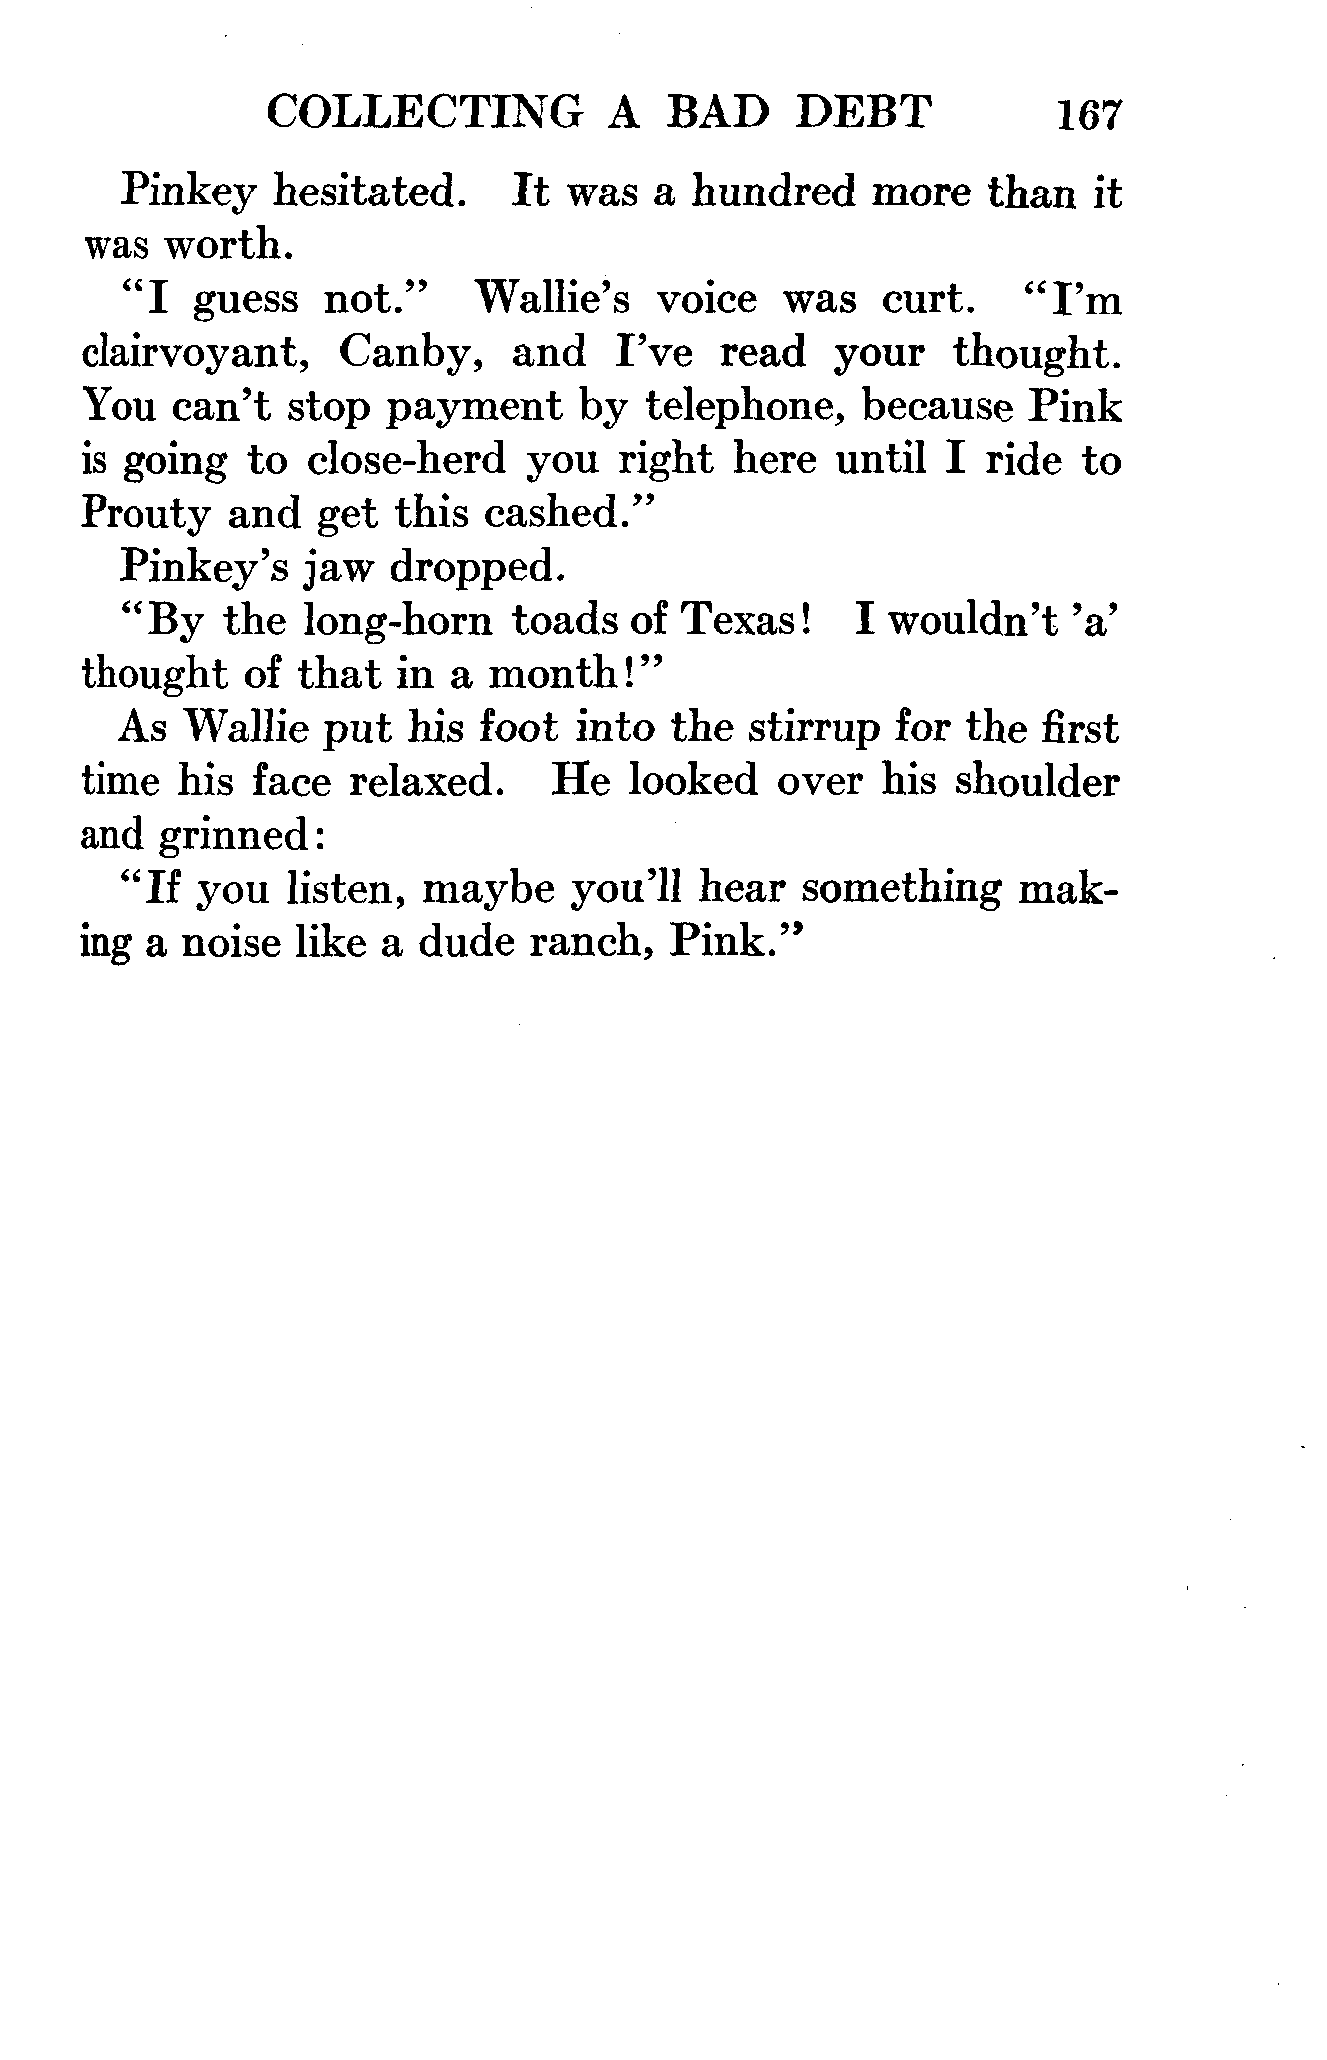 COLLECTING A BAD DEBT 167
Pinkey hesitated. It was a hundred more than it
was worth.
“I guess not.” Wallie’s voice was curt. “I’m
clairvoyant, Canby, and I’ve read your thought.
You can’t stop payment by telephone, because Pink
is going to close-herd you right here until I ride to
Prouty and get this cashed.”
Pinkey’s jaw dropped.
“By the long-horn toads of Texas! I wouldn’t ’a’
thought of that in a month!”
As Wallie put his foot into the stirrup for the first
time his face relaxed. He looked over his shoulder
and grinned:
“If you listen, maybe you’ll hear something mak-
ing a noise like a dude ranch, Pink.”